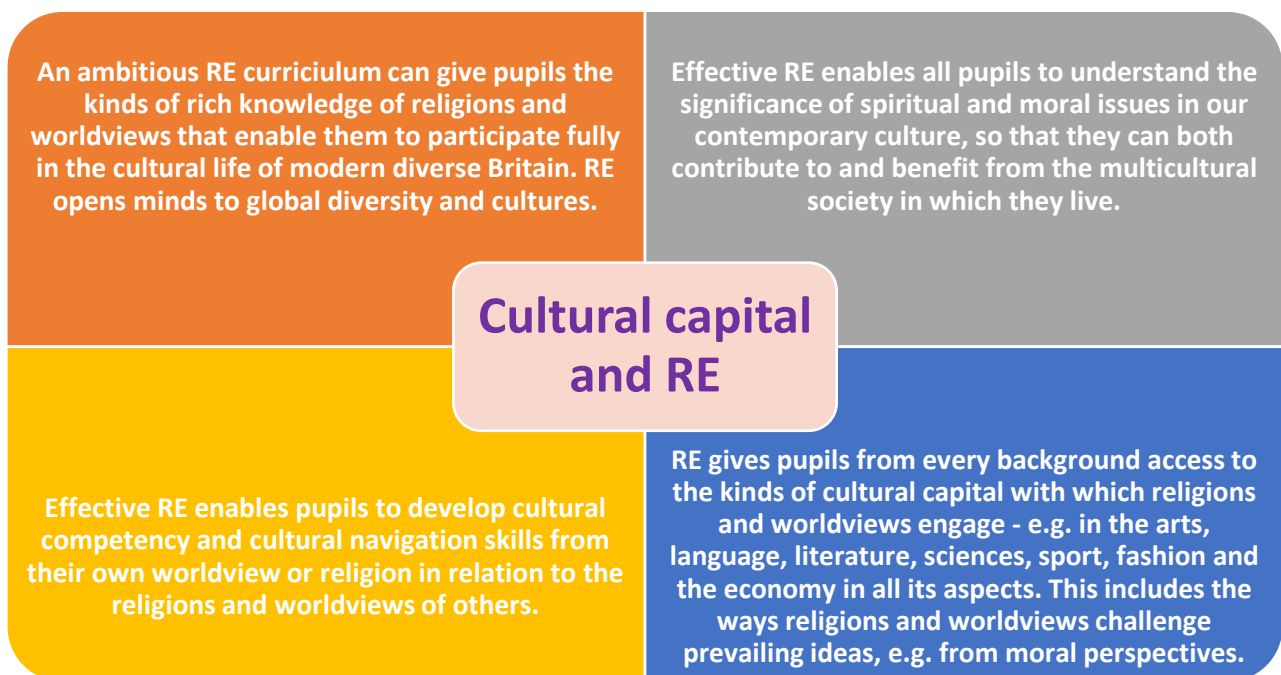 An ambitious RE curriciulum can give pupils the
kinds of rich knowledge of religions and
worldviews that enable them to participate fully
in the cultural life of modern diverse Britain. RE
opens minds to global diversity and cultures.
Effective RE enables all pupils to understand the
significance of spiritual and moral issues in our
contemporary culture, so that they can both
contribute to and benefit from the multicultural
society in which they live.
Cultural capital
and RE
Effective RE enables pupils to develop cultural
competency and cultural navigation skills from
their own worldview or religion in relation to the
religions and worldviews of others.
RE gives pupils from every background access to
the kinds of cultural capital with which religions
and worldviews engage - e.g. in the arts,
language, literature, sciences, sport, fashion and
the economy in all its aspects. This includes the
ways religions and worldviews challenge
prevailing ideas, e.g. from moral perspectives.